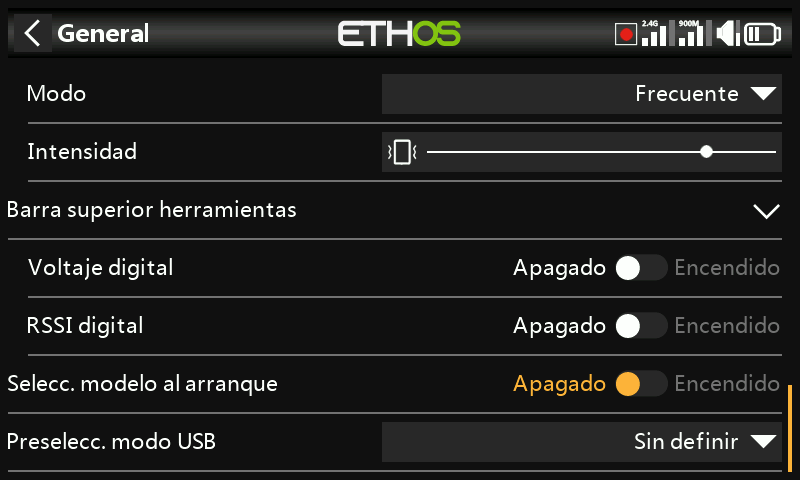 General
ETHOS
2.4G
900M
Modo
Frecuente
Intensidad
Barra superior herramientas
Voltaje digital
Apagado Encendido
RSSI digital
Apagado Encendido
Selecc. modelo al arranque
Apagado Encendido
Preselecc. modo USB
Sin definir